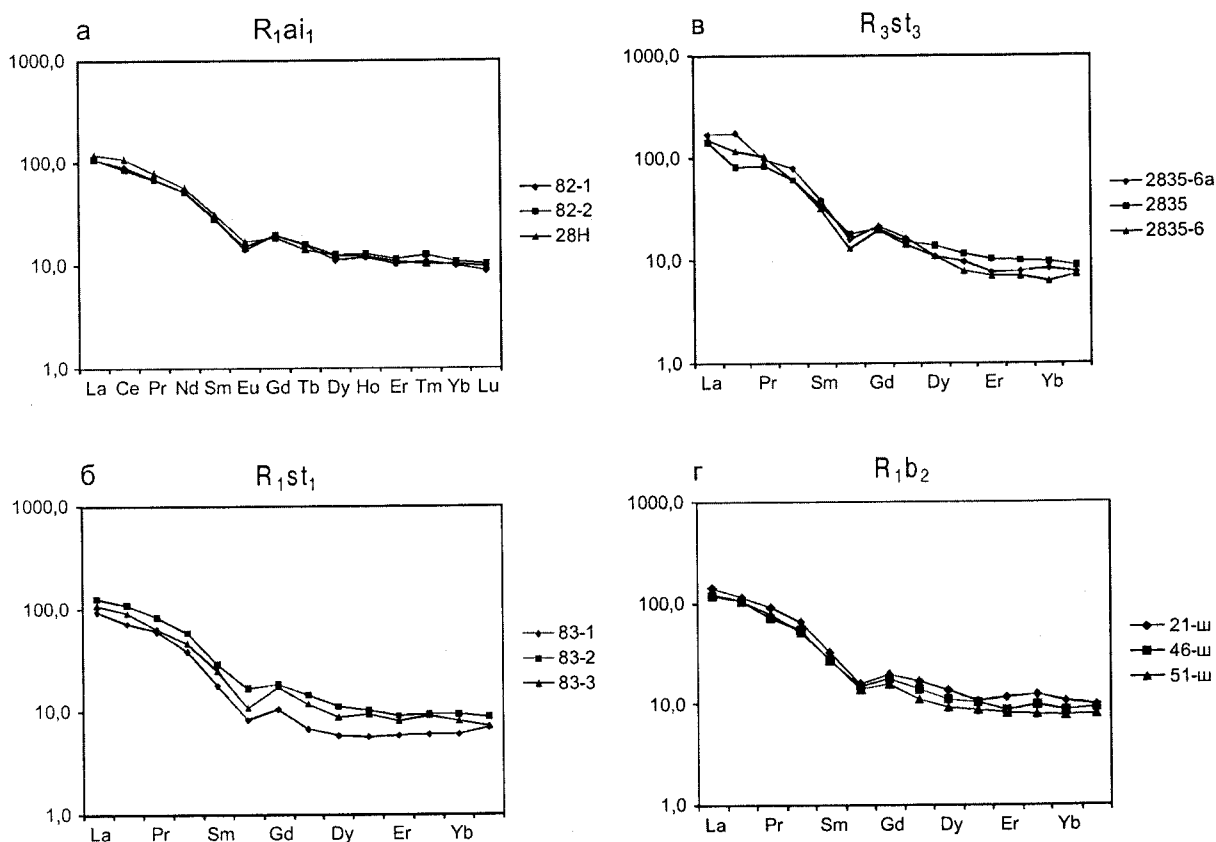 а R₁ai₁
1000,0
100,0
10,0
1,0
La Ce Pr Nd Sm Eu Gd Tb Dy Ho Er Tm Yb Lu
82-1
82-2
28H
в R₃st₃
1000,0
100,0
10,0
1,0
La Pr Sm Gd Dy Er Yb
2835-6а
2835
2835-6
б R₁st₁
1000,0
100,0
10,0
1,0
La Pr Sm Gd Dy Er Yb
83-1
83-2
83-3
г R₁b₂
1000,0
100,0
10,0
1,0
La Pr Sm Gd Dy Er Yb
21-ш
46-ш
51-ш